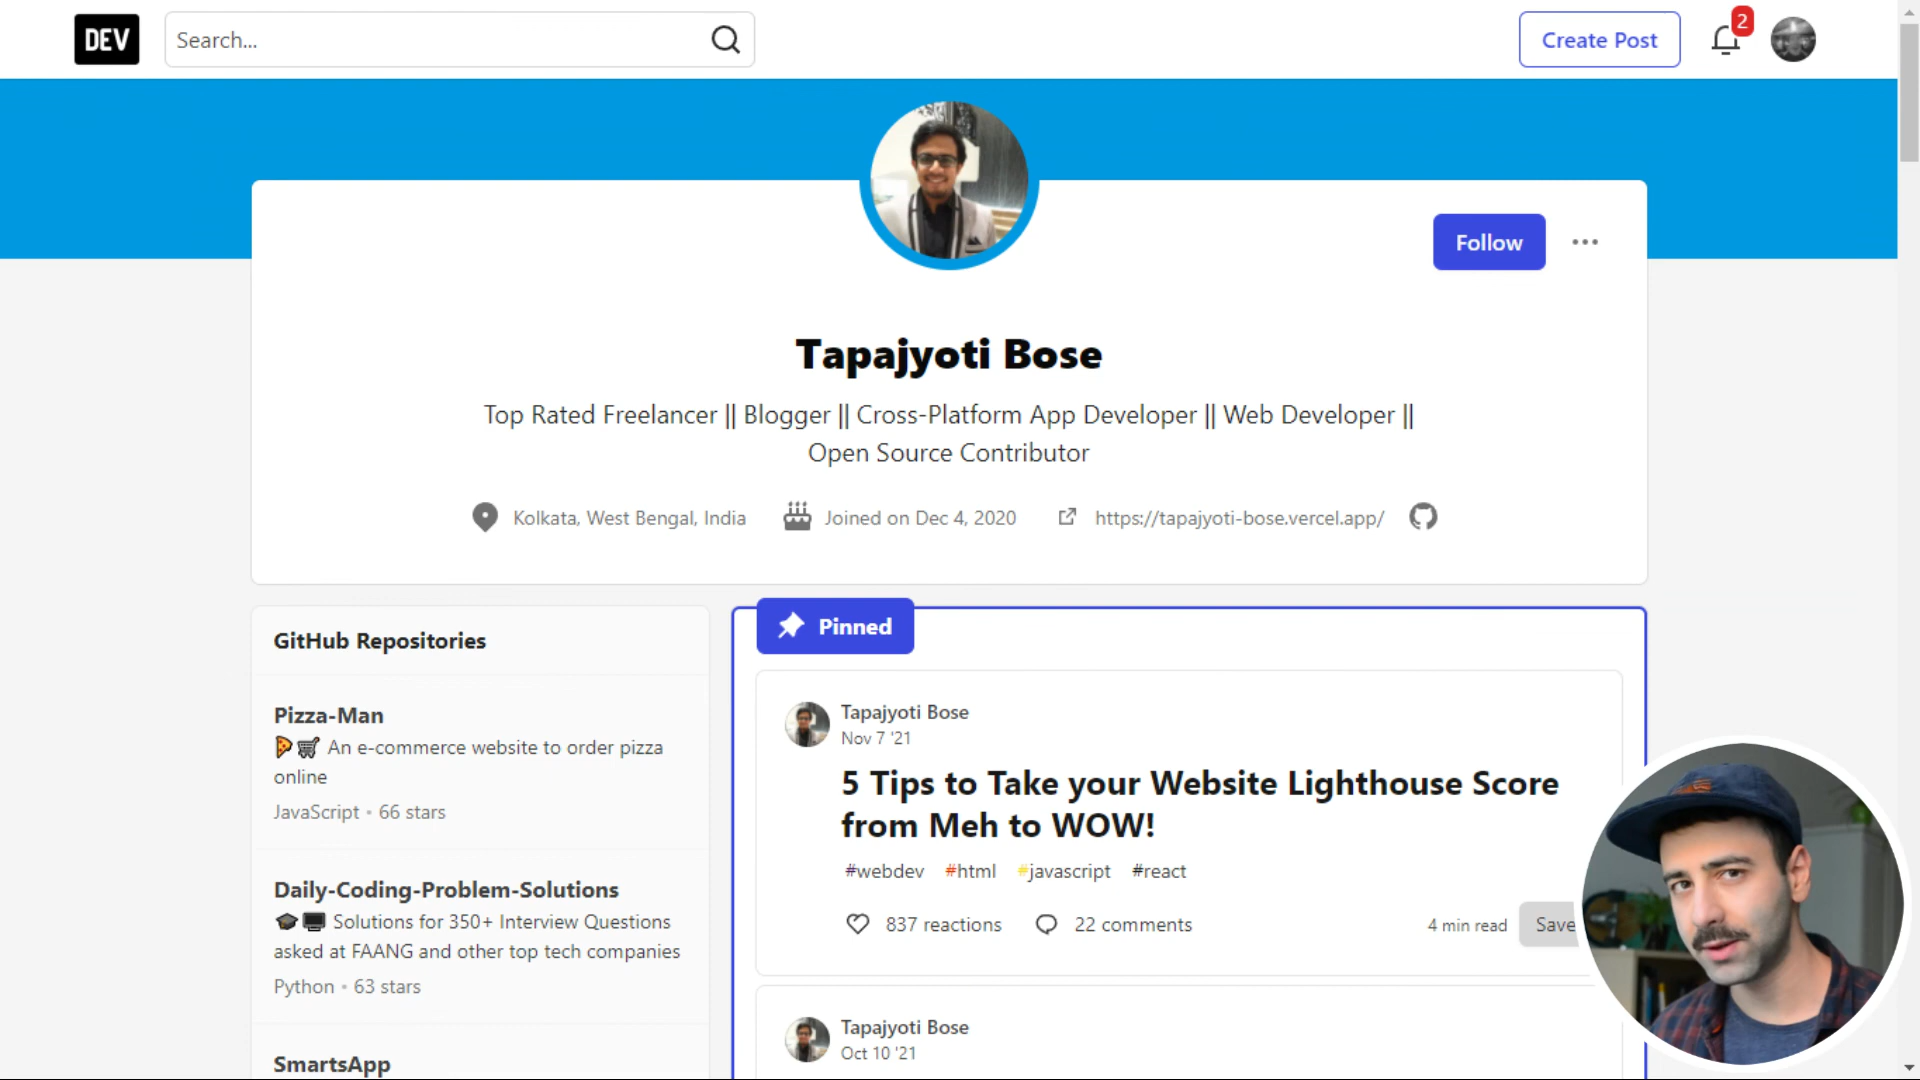 DEV
Search...
Create Post
2
Follow
Tapajyoti Bose
Top Rated Freelancer || Blogger || Cross-Platform App Developer || Web Developer ||
Open Source Contributor
Kolkata, West Bengal, India
Joined on Dec 4, 2020
https://tapajyoti-bose.vercel.app/
GitHub Repositories
Pizza-Man
An e-commerce website to order pizza
online
JavaScript • 66 stars
Daily-Coding-Problem-Solutions
Solutions for 350+ Interview Questions
asked at FAANG and other top tech companies
Python • 63 stars
SmartsApp
Pinned
Tapajyoti Bose
Nov 7 '21
5 Tips to Take your Website Lighthouse Score
from Meh to WOW!
#webdev #html #javascript #react
837 reactions
22 comments
4 min read
Save
Tapajyoti Bose
Oct 10 '21